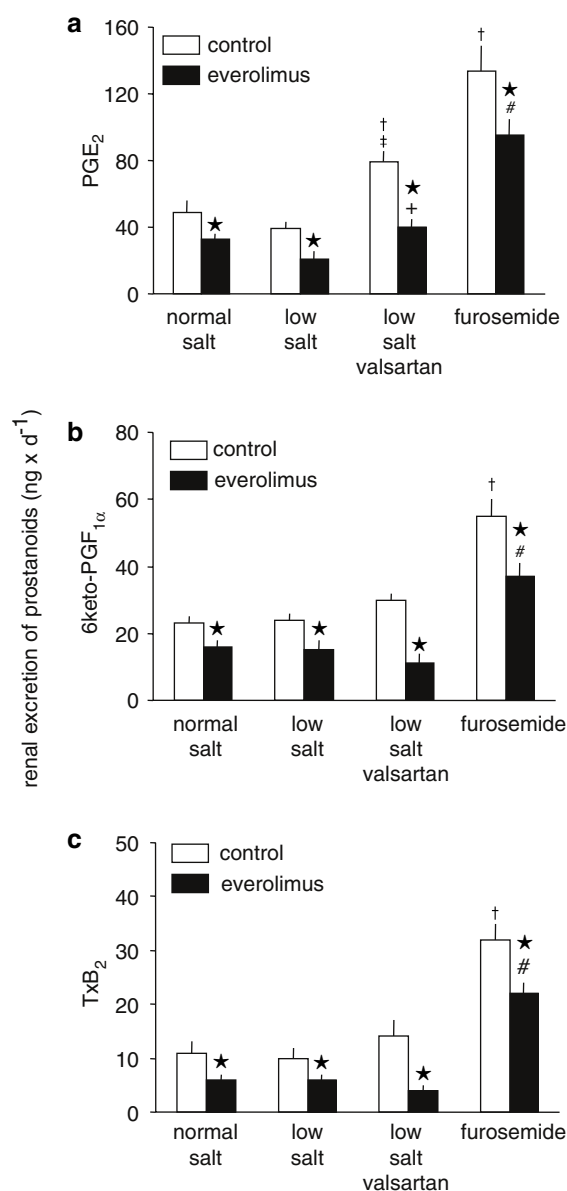 renal excretion of prostanoids (ng x d-1)
a
PGE2
160
120
80
40
0
control
everolimus
†
‡
★
+
†
★
#
★
★
normal salt
low salt
low salt valsartan
furosemide
b
6keto-PGF1α
80
60
40
20
0
control
everolimus
†
★
#
★
★
★
normal salt
low salt
low salt valsartan
furosemide
c
TxB2
50
40
30
20
10
0
control
everolimus
†
★
#
★
★
★
normal salt
low salt
low salt valsartan
furosemide